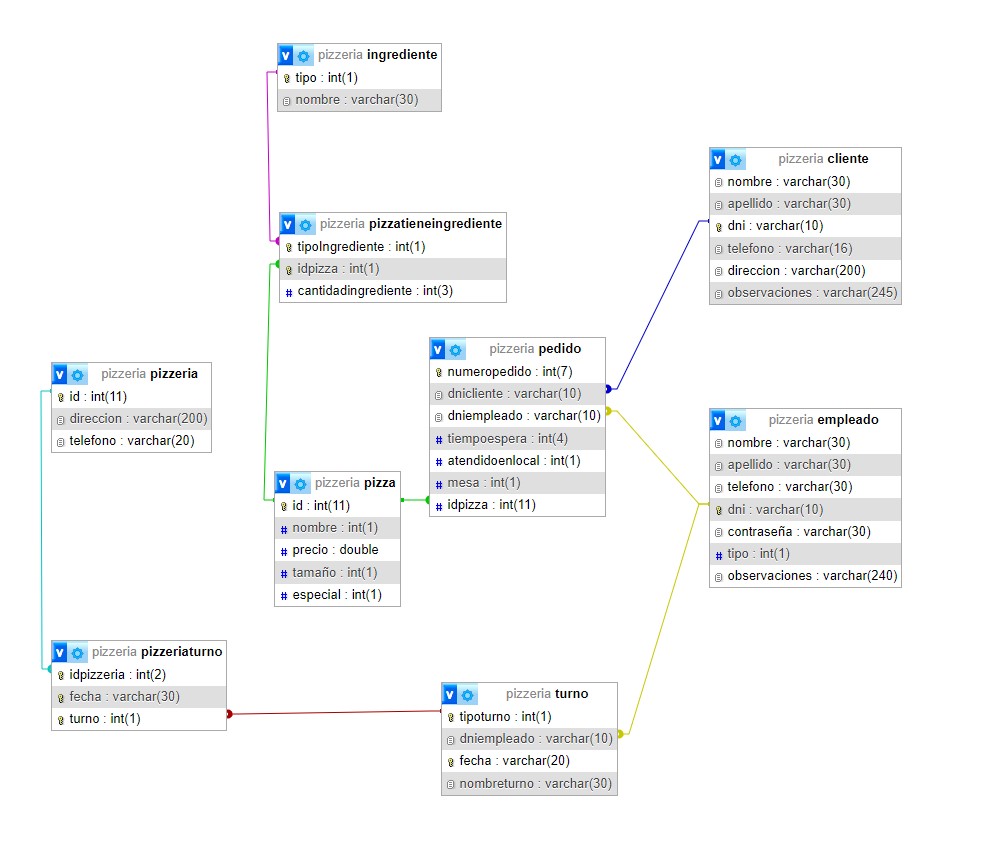 pizzeria ingrediente
tipo : int(1)
nombre : varchar(30)
pizzeria cliente
nombre : varchar(30)
apellido : varchar(30)
dni : varchar(10)
telefono : varchar(16)
direccion : varchar(200)
observaciones : varchar(245)
pizzeria pizzatieneingrediente
tipoIngrediente : int(1)
idpizza : int(1)
# cantidadingrediente : int(3)
pizzeria pedido
numeropedido : int(7)
dnicliente : varchar(10)
dniempleado : varchar(10)
# tiempoespera : int(4)
# atendidoenlocal : int(1)
# mesa : int(1)
# idpizza : int(11)
pizzeria pizzeria
id : int(11)
direccion : varchar(200)
telefono : varchar(20)
pizzeria empleado
nombre : varchar(30)
apellido : varchar(30)
telefono : varchar(30)
dni : varchar(10)
contraseña : varchar(30)
# tipo : int(1)
observaciones : varchar(240)
pizzeria pizza
id : int(11)
# nombre : int(1)
# precio : double
# tamaño : int(1)
# especial : int(1)
pizzeria pizzeriaturno
idpizzeria : int(2)
fecha : varchar(30)
turno : int(1)
pizzeria turno
tipoturno : int(1)
dniempleado : varchar(10)
fecha : varchar(20)
nombreturno : varchar(30)